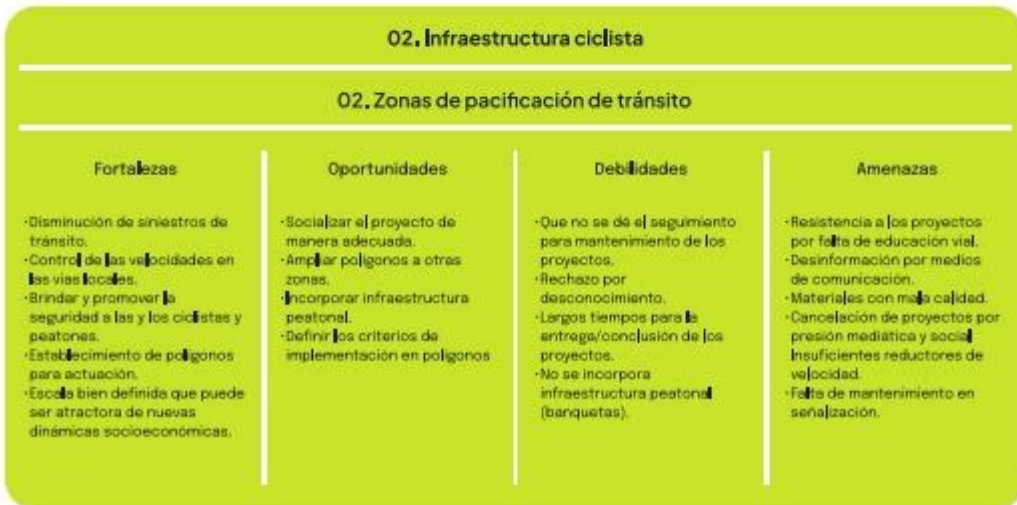 02. Infraestructura ciclista
02. Zonas de pacificación de tránsito
Fortalezas
·Disminución de siniestros de
tránsito.
·Control de las velocidades en
las vías locales.
·Brindar y promover la
seguridad a las y los ciclistas y
peatones.
·Establecimiento de polígonos
para actuación.
·Escala bien definida que puede
ser atractora de nuevas
dinámicas socioeconómicas.
Oportunidades
·Socializar el proyecto de
manera adecuada.
·Ampliar polígonos a otras
zonas.
·Incorporar infraestructura
peatonal.
·Definir los criterios de
implementación en polígonos
Debilidades
·Que no se dé el seguimiento
para mantenimiento de los
proyectos.
·Rechazo por
desconocimiento.
·Largos tiempos para la
entrega/conclusión de los
proyectos.
·No se incorpora
infraestructura peatonal
(banquetas).
Amenazas
·Resistencia a los proyectos
por falta de educación vial.
·Desinformación por medios
de comunicación.
·Materiales con mala calidad.
·Cancelación de proyectos por
presión mediática y social
Insuficientes reductores de
velocidad.
·Falta de mantenimiento en
señalización.